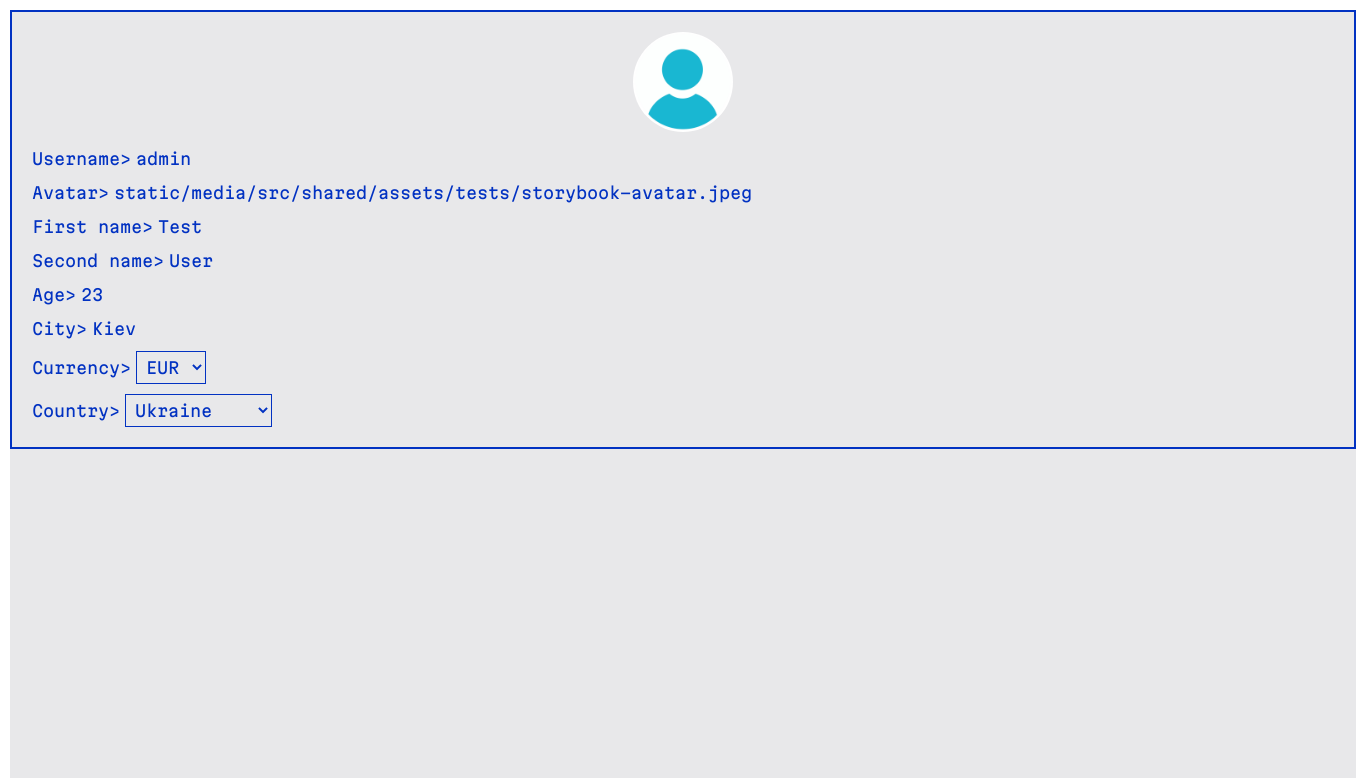 Username> admin
Avatar> static/media/src/shared/assets/tests/storybook-avatar.jpeg
First name> Test
Second name> User
Age> 23
City> Kiev
Currency> EUR
Country> Ukraine